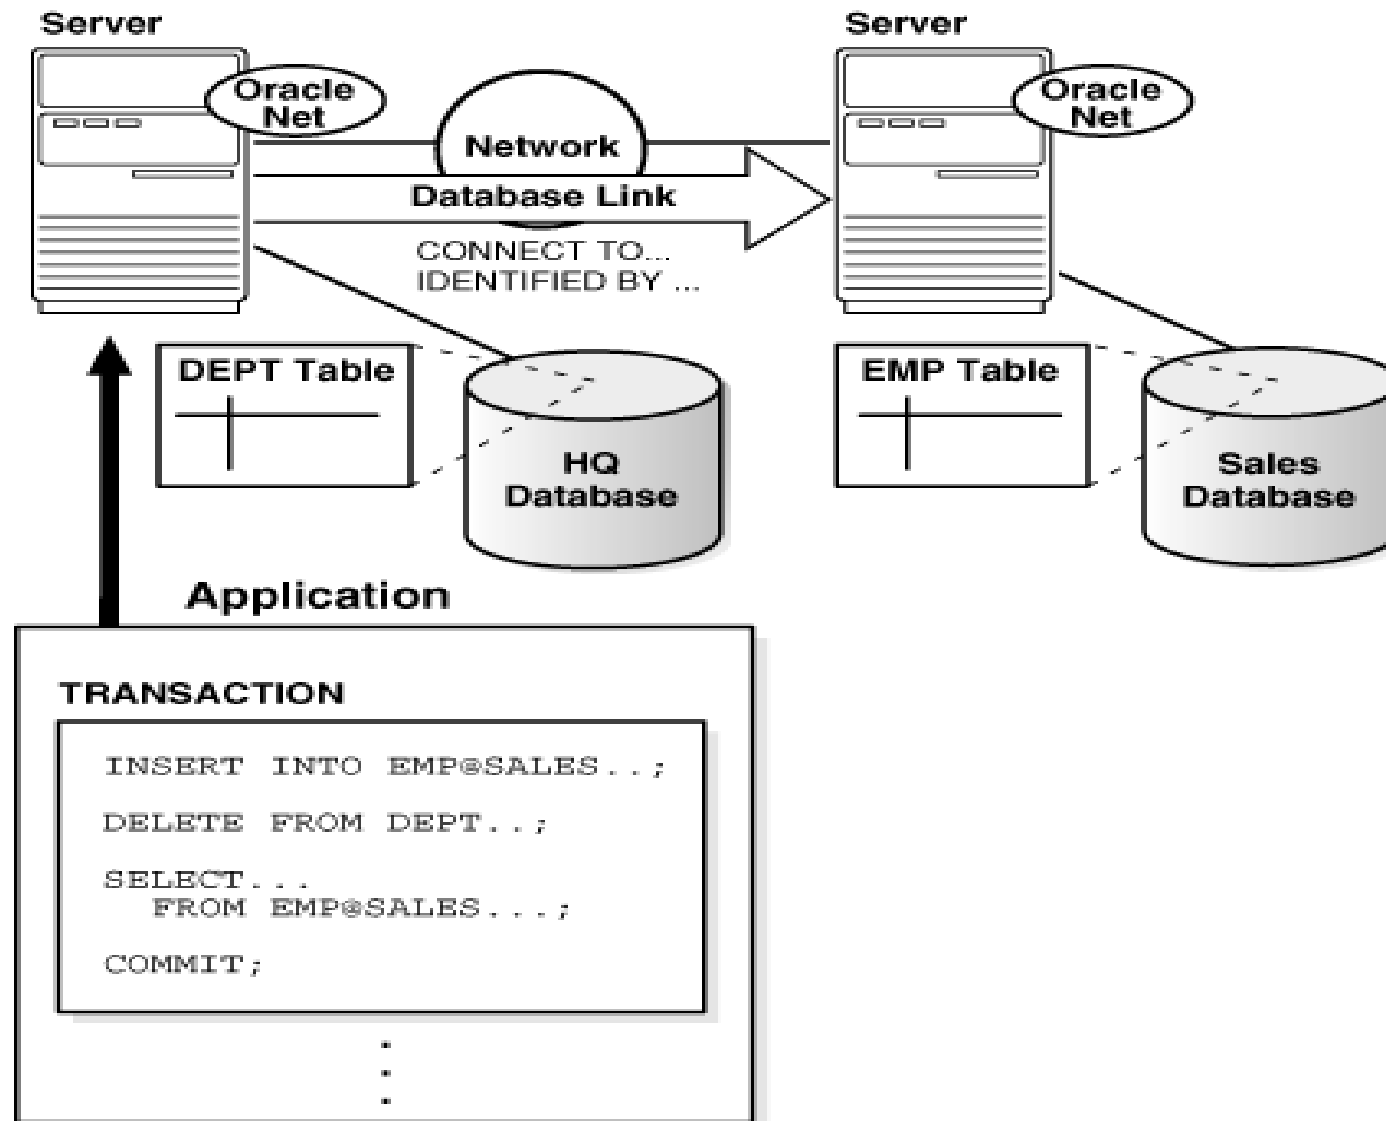 Server
Server
Oracle
Net
Oracle
Net
Network
Database Link
CONNECT TO...
IDENTIFIED BY ...
DEPT Table
HQ
Database
EMP Table
Sales
Database
Application
TRANSACTION
INSERT INTO EMP@SALES..;
DELETE FROM DEPT..;
SELECT...
FROM EMP@SALES...;
COMMIT;
.
.
.